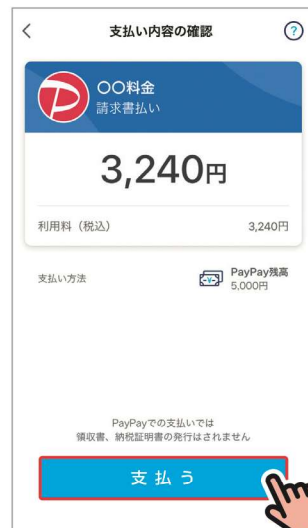 支払い内容の確認
?
〇〇料金
請求書払い
3,240円
利用料（税込）
3,240円
支払い方法
PayPay残高
5,000円
PayPayでの支払いでは
領収書、納税証明書の発行はされません
支払う